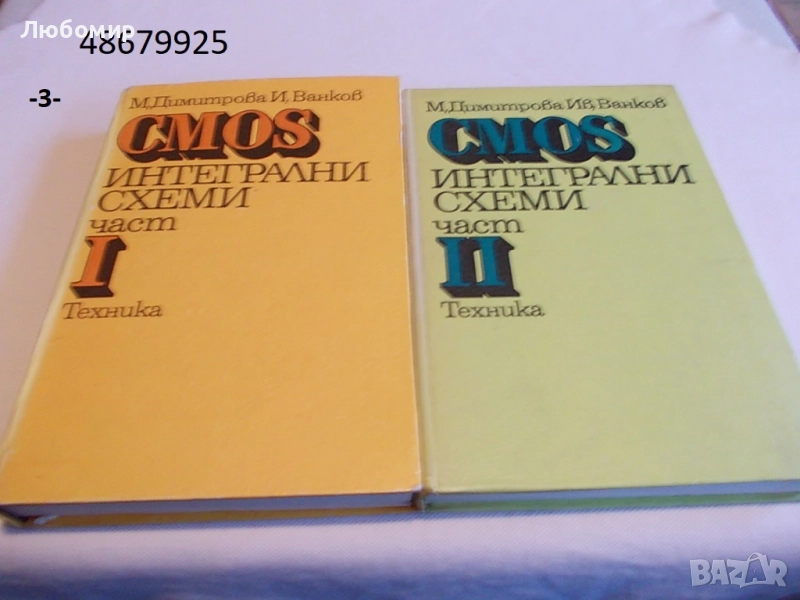 Любомир
48679925
-3-
М. Димитрова И. Ванков
CMOS
ИНТЕГРАЛНИ
СХЕМИ
част
I
Техника
М. Димитрова Ив. Ванков
CMOS
ИНТЕГРАЛНИ
СХЕМИ
част
II
Техника
BAZAR